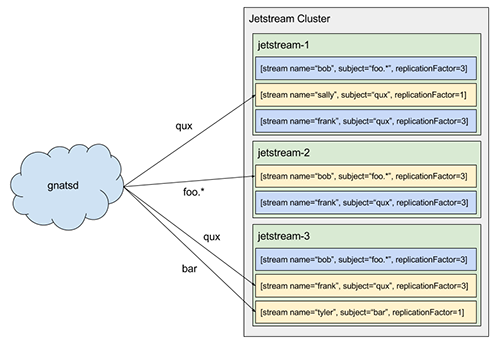 Jetstream Cluster
jetstream-1
[stream name="bob", subject="foo.*", replicationFactor=3]
[stream name="sally", subject="qux", replicationFactor=1]
[stream name="frank", subject="qux", replicationFactor=3]
qux
jetstream-2
[stream name="bob", subject="foo.*", replicationFactor=3]
[stream name="frank", subject="qux", replicationFactor=3]
gnatsd
foo.*
qux
bar
jetstream-3
[stream name="bob", subject="foo.*", replicationFactor=3]
[stream name="frank", subject="qux", replicationFactor=3]
[stream name="tyler", subject="bar", replicationFactor=1]